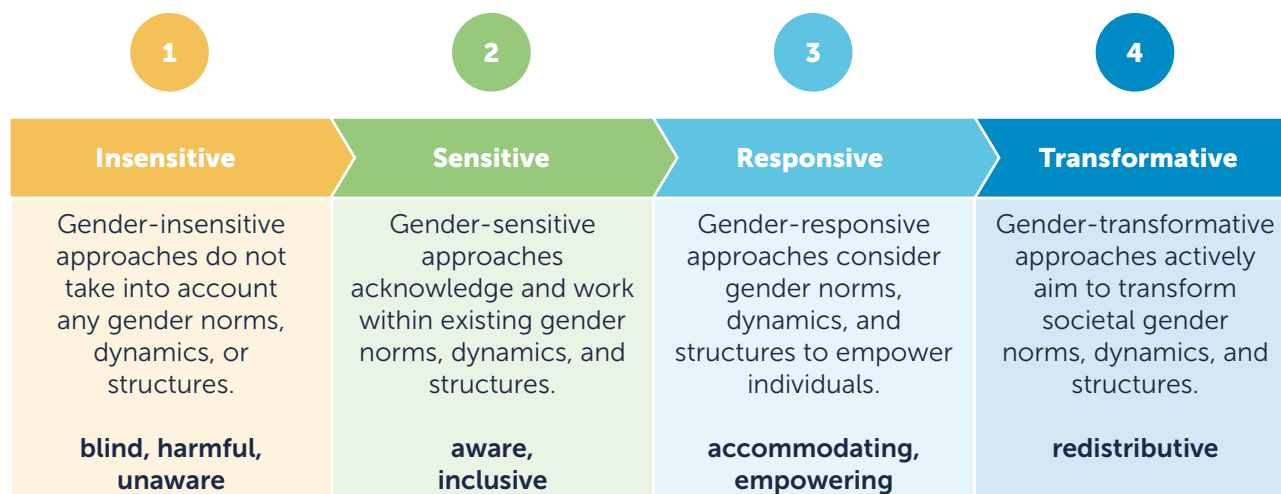 1
2
3
4
Insensitive
Sensitive
Responsive
Transformative
Gender-insensitive
approaches do not
take into account
any gender norms,
dynamics, or
structures.
blind, harmful,
unaware
Gender-sensitive
approaches
acknowledge and work
within existing gender
norms, dynamics, and
structures.
aware,
inclusive
Gender-responsive
approaches consider
gender norms,
dynamics, and
structures to empower
individuals.
accommodating,
empowering
Gender-transformative
approaches actively
aim to transform
societal gender
norms, dynamics, and
structures.
redistributive